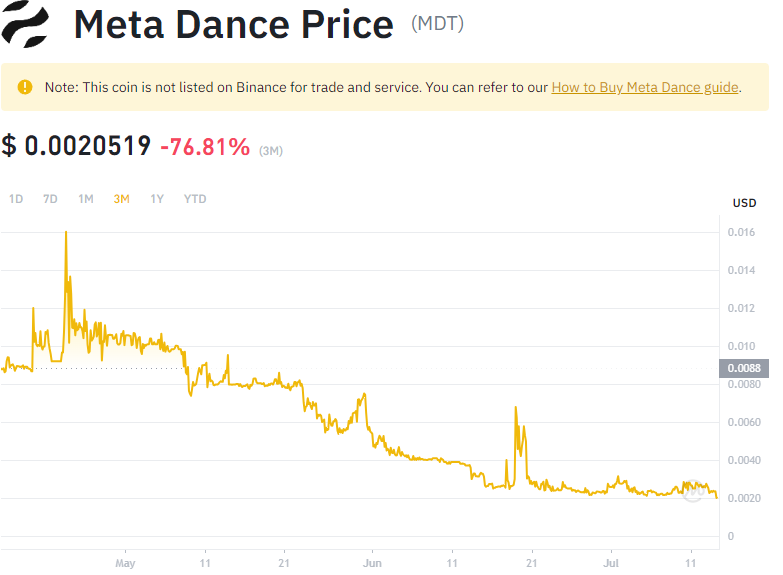 Meta Dance Price (MDT)
Note: This coin is not listed on Binance for trade and service. You can refer to our How to Buy Meta Dance guide.
$ 0.0020519 -76.81% (3M)
1D 7D 1M 3M 1Y YTD
USD
0.016
0.014
0.012
0.010
0.0088
0.0080
0.0060
0.0040
0.0020
0
May 11 21 Jun 11 21 Jul 11